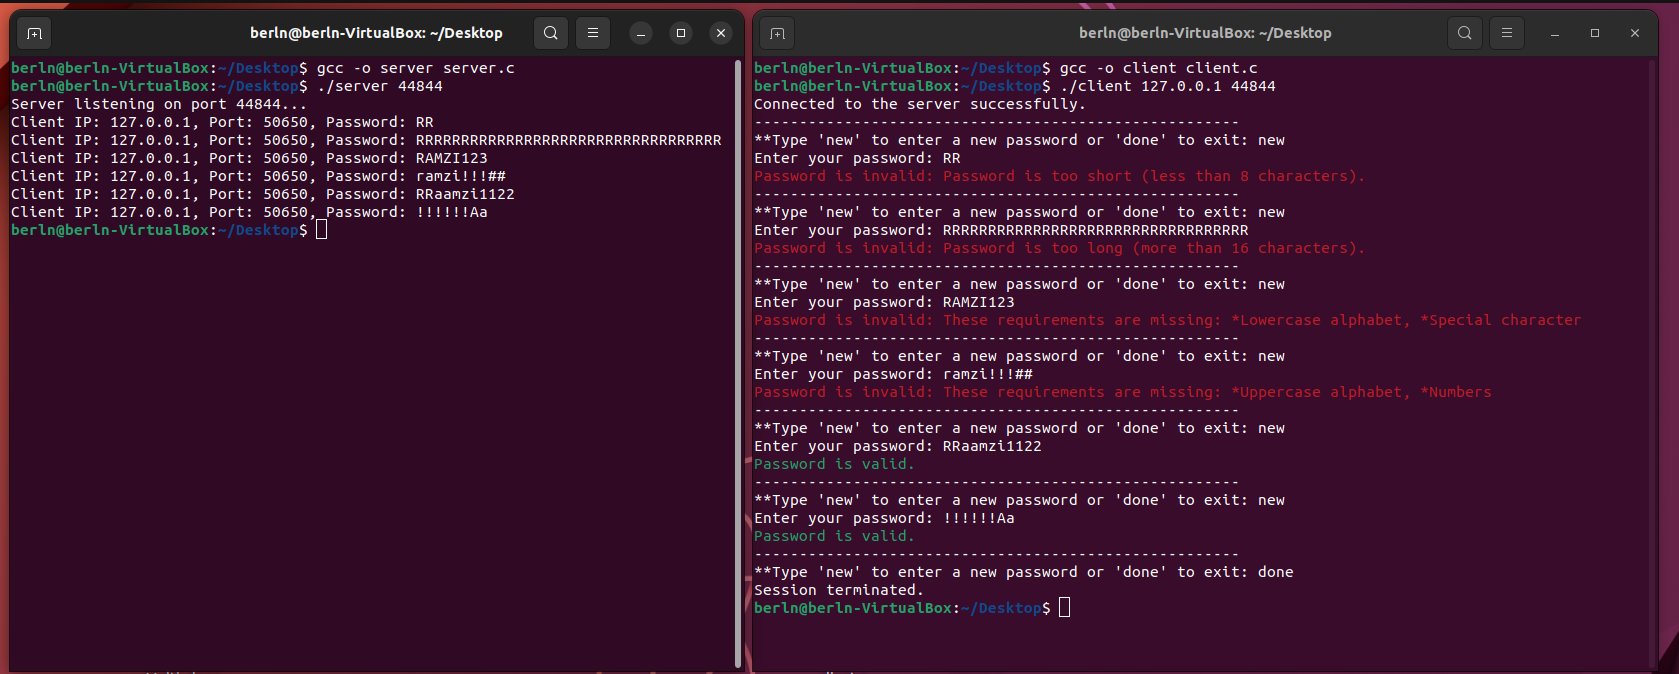 berln@berln-VirtualBox: ~/Desktop
berln@berln-VirtualBox:~/Desktop$ gcc -o server server.c
berln@berln-VirtualBox:~/Desktop$ ./server 44844
Server listening on port 44844...
Client IP: 127.0.0.1, Port: 50650, Password: RR
Client IP: 127.0.0.1, Port: 50650, Password: RRRRRRRRRRRRRRRRRRRRRRRRRRRRRRRRRR
Client IP: 127.0.0.1, Port: 50650, Password: RAMZI123
Client IP: 127.0.0.1, Port: 50650, Password: ramzi!!!##
Client IP: 127.0.0.1, Port: 50650, Password: RRaamzi1122
Client IP: 127.0.0.1, Port: 50650, Password: !!!!!!Aa
berln@berln-VirtualBox:~/Desktop$
berln@berln-VirtualBox: ~/Desktop
berln@berln-VirtualBox:~/Desktop$ gcc -o client client.c
berln@berln-VirtualBox:~/Desktop$ ./client 127.0.0.1 44844
Connected to the server successfully.
------------------------------------------------------
**Type 'new' to enter a new password or 'done' to exit: new
Enter your password: RR
Password is invalid: Password is too short (less than 8 characters).
------------------------------------------------------
**Type 'new' to enter a new password or 'done' to exit: new
Enter your password: RRRRRRRRRRRRRRRRRRRRRRRRRRRRRRRRRR
Password is invalid: Password is too long (more than 16 characters).
------------------------------------------------------
**Type 'new' to enter a new password or 'done' to exit: new
Enter your password: RAMZI123
Password is invalid: These requirements are missing: *Lowercase alphabet, *Special character
------------------------------------------------------
**Type 'new' to enter a new password or 'done' to exit: new
Enter your password: ramzi!!!##
Password is invalid: These requirements are missing: *Uppercase alphabet, *Numbers
------------------------------------------------------
**Type 'new' to enter a new password or 'done' to exit: new
Enter your password: RRaamzi1122
Password is valid.
------------------------------------------------------
**Type 'new' to enter a new password or 'done' to exit: new
Enter your password: !!!!!!Aa
Password is valid.
------------------------------------------------------
**Type 'new' to enter a new password or 'done' to exit: done
Session terminated.
berln@berln-VirtualBox:~/Desktop$